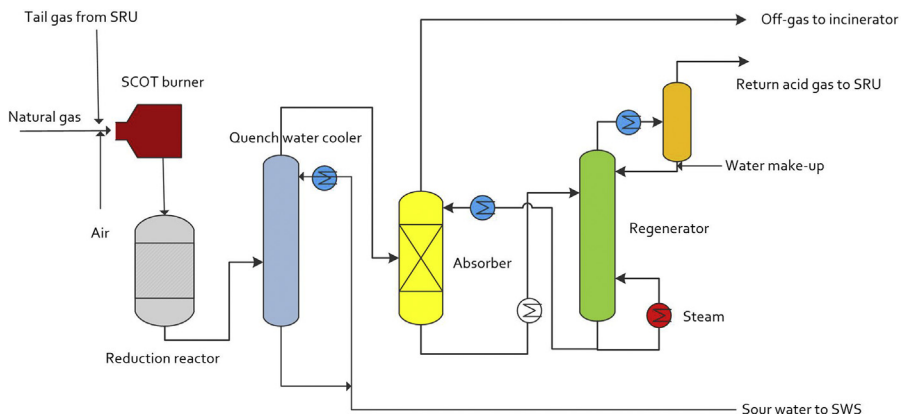 Tail gas from SRU
Off-gas to incinerator
SCOT burner
Return acid gas to SRU
Natural gas
Quench water cooler
Water make-up
Air
Regenerator
Absorber
Steam
Reduction reactor
Sour water to SWS